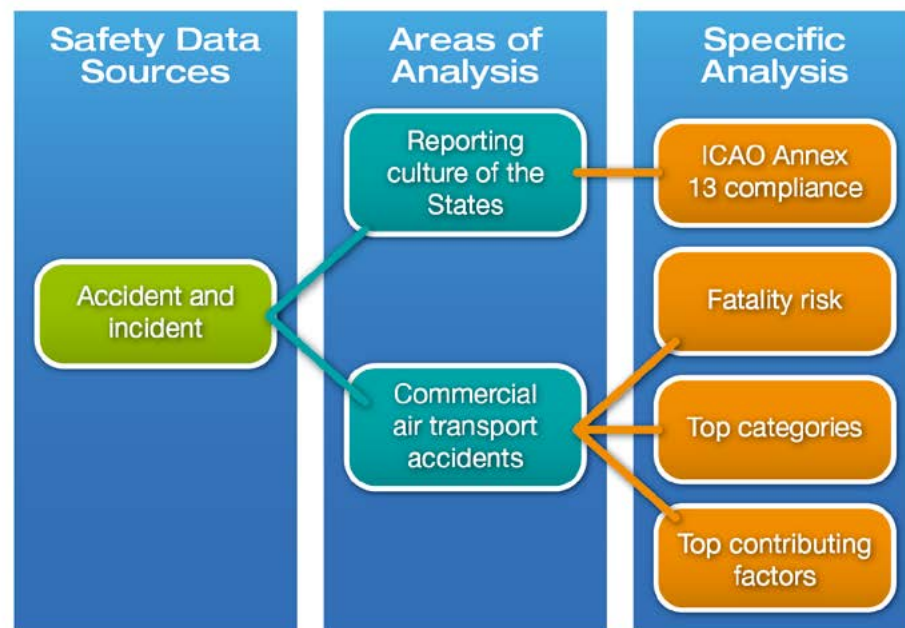 Safety Data
Sources
Accident and
incident
Areas of
Analysis
Reporting
culture of the
States
Commercial
air transport
accidents
Specific
Analysis
ICAO Annex
13 compliance
Fatality risk
Top categories
Top contributing
factors